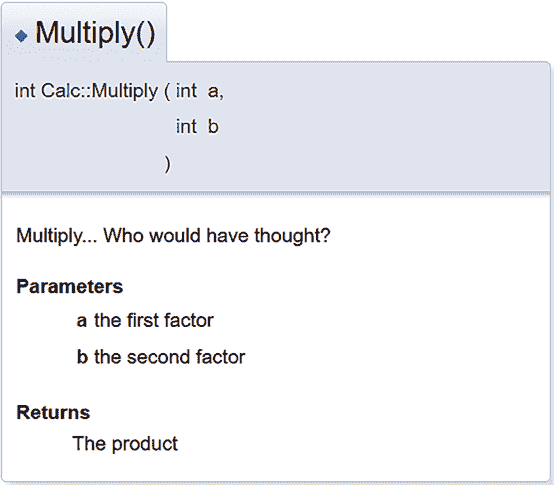 Multiply()
int Calc::Multiply ( int a,
int b
)
Multiply... Who would have thought?
Parameters
a the first factor
b the second factor
Returns
The product